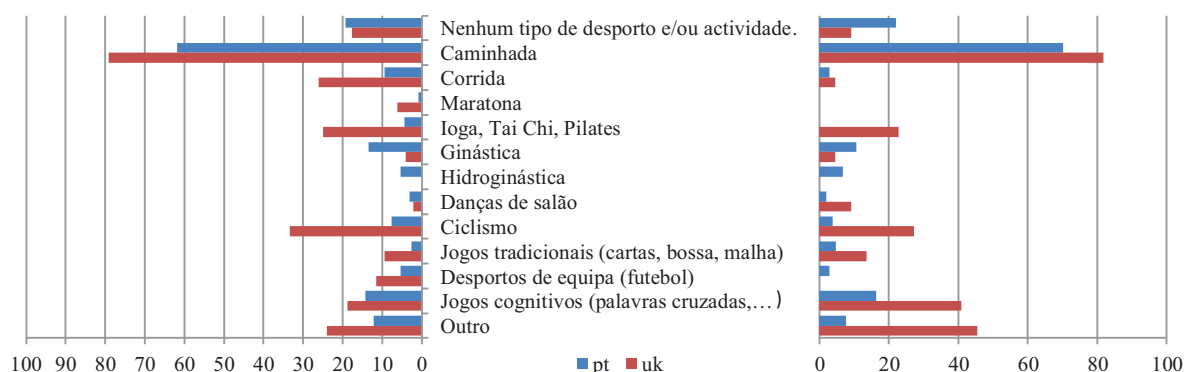 Nenhum tipo de desporto e/ou actividade.
Caminhada
Corrida
Maratona
Ioga, Tai Chi, Pilates
Ginástica
Hidroginástica
Danças de salão
Ciclismo
Jogos tradicionais (cartas, bossa, malha)
Desportos de equipa (futebol)
Jogos cognitivos (palavras cruzadas,…)
Outro
100 90 80 70 60 50 40 30 20 10 0
pt uk
0 20 40 60 80 100